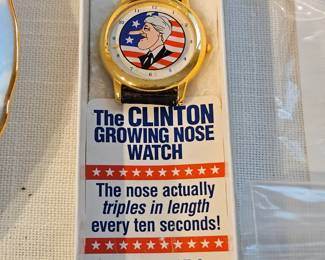 The CLINTON
GROWING NOSE
WATCH
The nose actually
triples in length
every ten seconds!